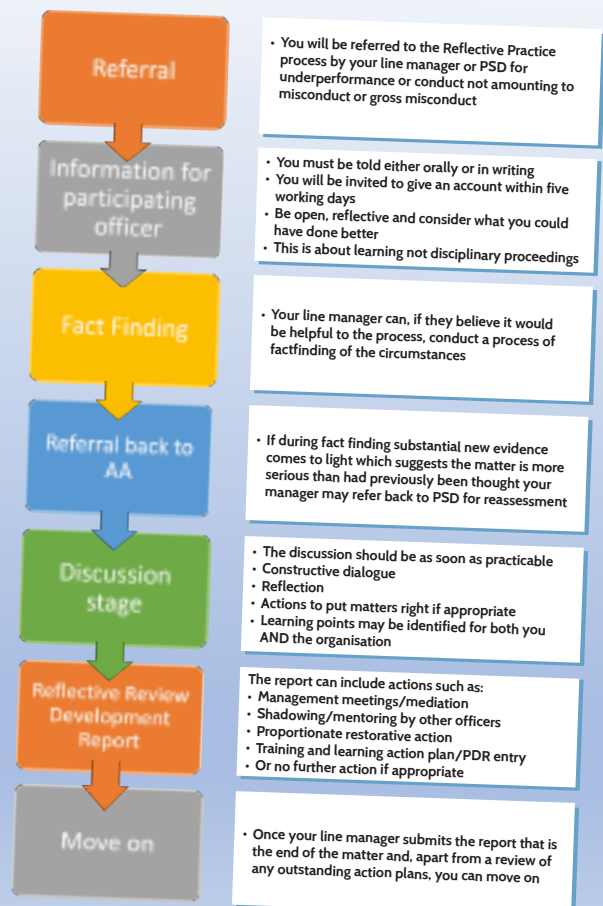 Referral
• You will be referred to the Reflective Practice
process by your line manager or PSD for
underperformance or conduct not amounting to
misconduct or gross misconduct
Information for
participating
officer
• You must be told either orally or in writing
• You will be invited to give an account within five
working days
• Be open, reflective and consider what you could
have done better
• This is about learning not disciplinary proceedings
Fact Finding
• Your line manager can, if they believe it would
be helpful to the process, conduct a process of
factfinding of the circumstances
Referral back to
AA
• If during fact finding substantial new evidence
comes to light which suggests the matter is more
serious than had previously been thought your
manager may refer back to PSD for reassessment
Discussion
stage
• The discussion should be as soon as practicable
• Constructive dialogue
• Reflection
• Actions to put matters right if appropriate
• Learning points may be identified for both you
AND the organisation
Reflective Review
Development
Report
The report can include actions such as:
• Management meetings/mediation
• Shadowing/mentoring by other officers
• Proportionate restorative action
• Training and learning action plan/PDR entry
• Or no further action if appropriate
Move on
• Once your line manager submits the report that is
the end of the matter and, apart from a review of
any outstanding action plans, you can move on